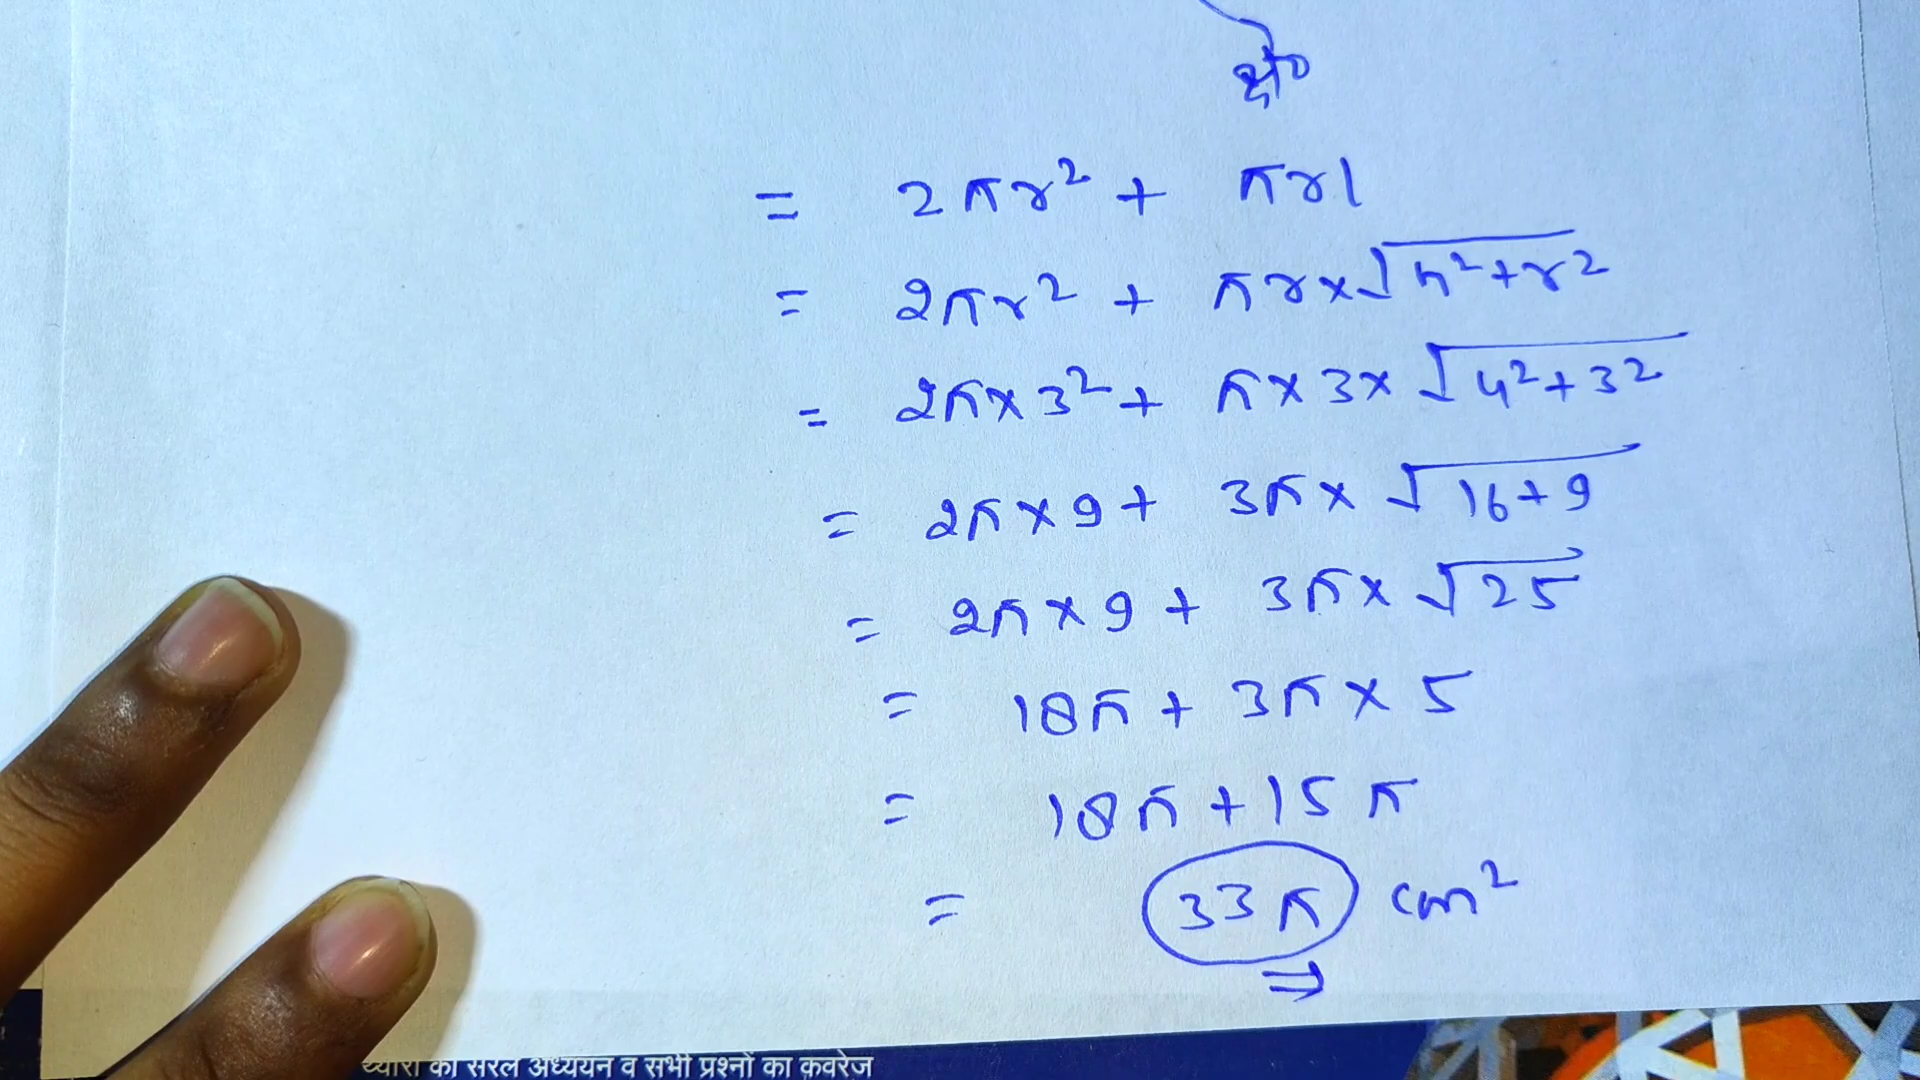 क्षे०
= 2πr² + πrl
= 2πr² + πr×√h²+r²
= 2π×3² + π×3×√4²+3²
= 2π×9 + 3π×√16+9
= 2π×9 + 3π×√25
= 18π + 3π×5
= 18π + 15π
= 33π cm²
का सरल अध्ययन व सभी प्रश्नों का कवरेज